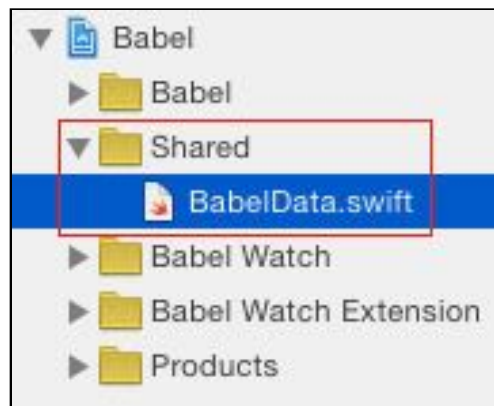 Babel
Babel
Shared
BabelData.swift
Babel Watch
Babel Watch Extension
Products